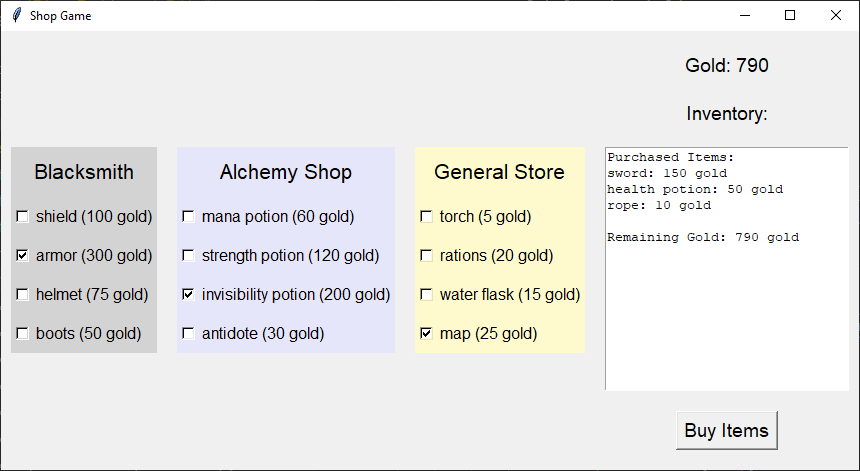 Shop Game
Gold: 790
Inventory:
Blacksmith
shield (100 gold)
armor (300 gold)
helmet (75 gold)
boots (50 gold)
Alchemy Shop
mana potion (60 gold)
strength potion (120 gold)
invisibility potion (200 gold)
antidote (30 gold)
General Store
torch (5 gold)
rations (20 gold)
water flask (15 gold)
map (25 gold)
Purchased Items:
sword: 150 gold
health potion: 50 gold
rope: 10 gold
Remaining Gold: 790 gold
Buy Items